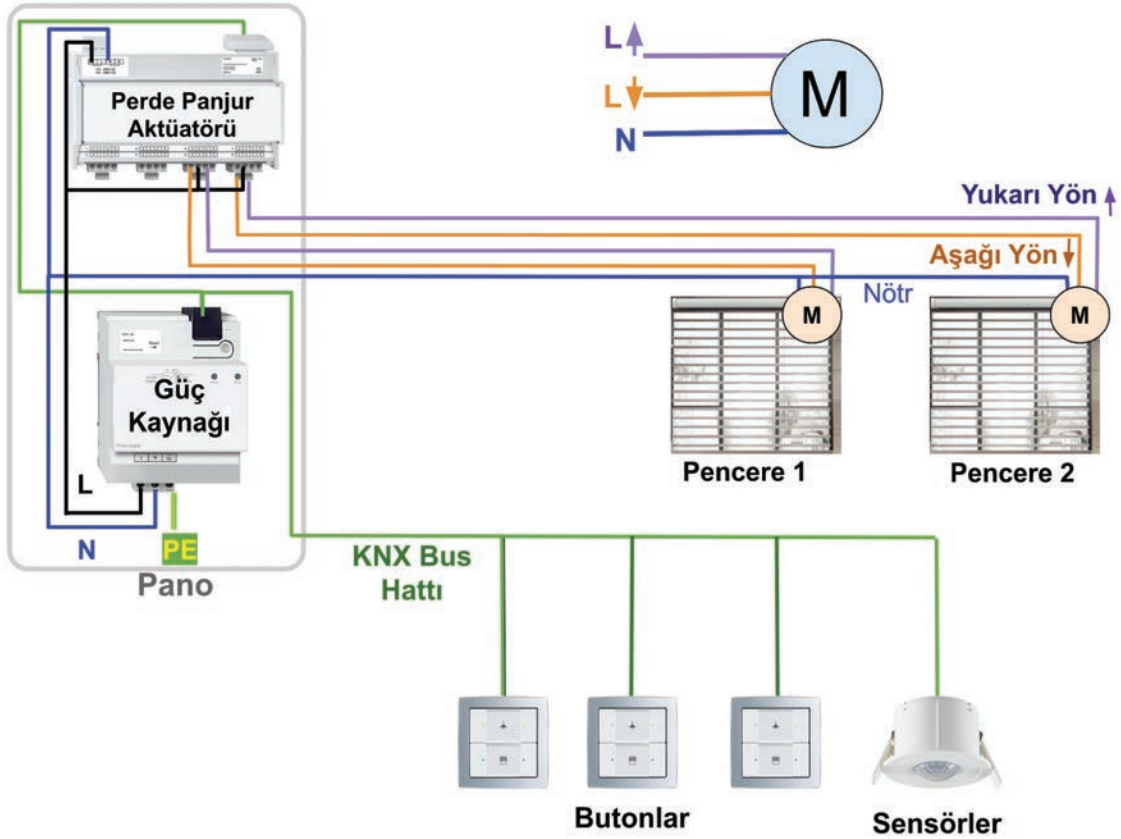 Perde Panjur
Aktüatörü
L
L
N
M
Yukarı Yön
Aşağı Yön
Nötr
M
M
Güç
Kaynağı
Pencere 1
Pencere 2
L
N
PE
Pano
KNX Bus
Hattı
Butonlar
Sensörler